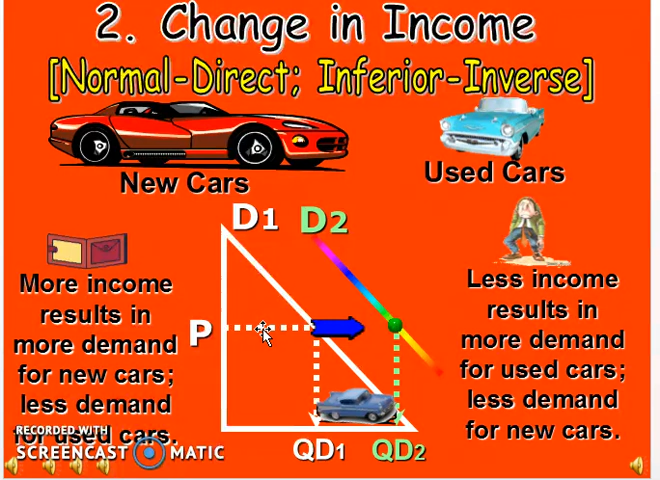 2. Change in Income
[Normal-Direct; Inferior-Inverse]
New Cars
Used Cars
D1 D2
More income
results in
more demand
for new cars;
less demand
for used cars.
P
Less income
results in
more demand
for used cars;
less demand
for new cars.
QD1 QD2
RECORDED WITH
SCREENCAST MATIC